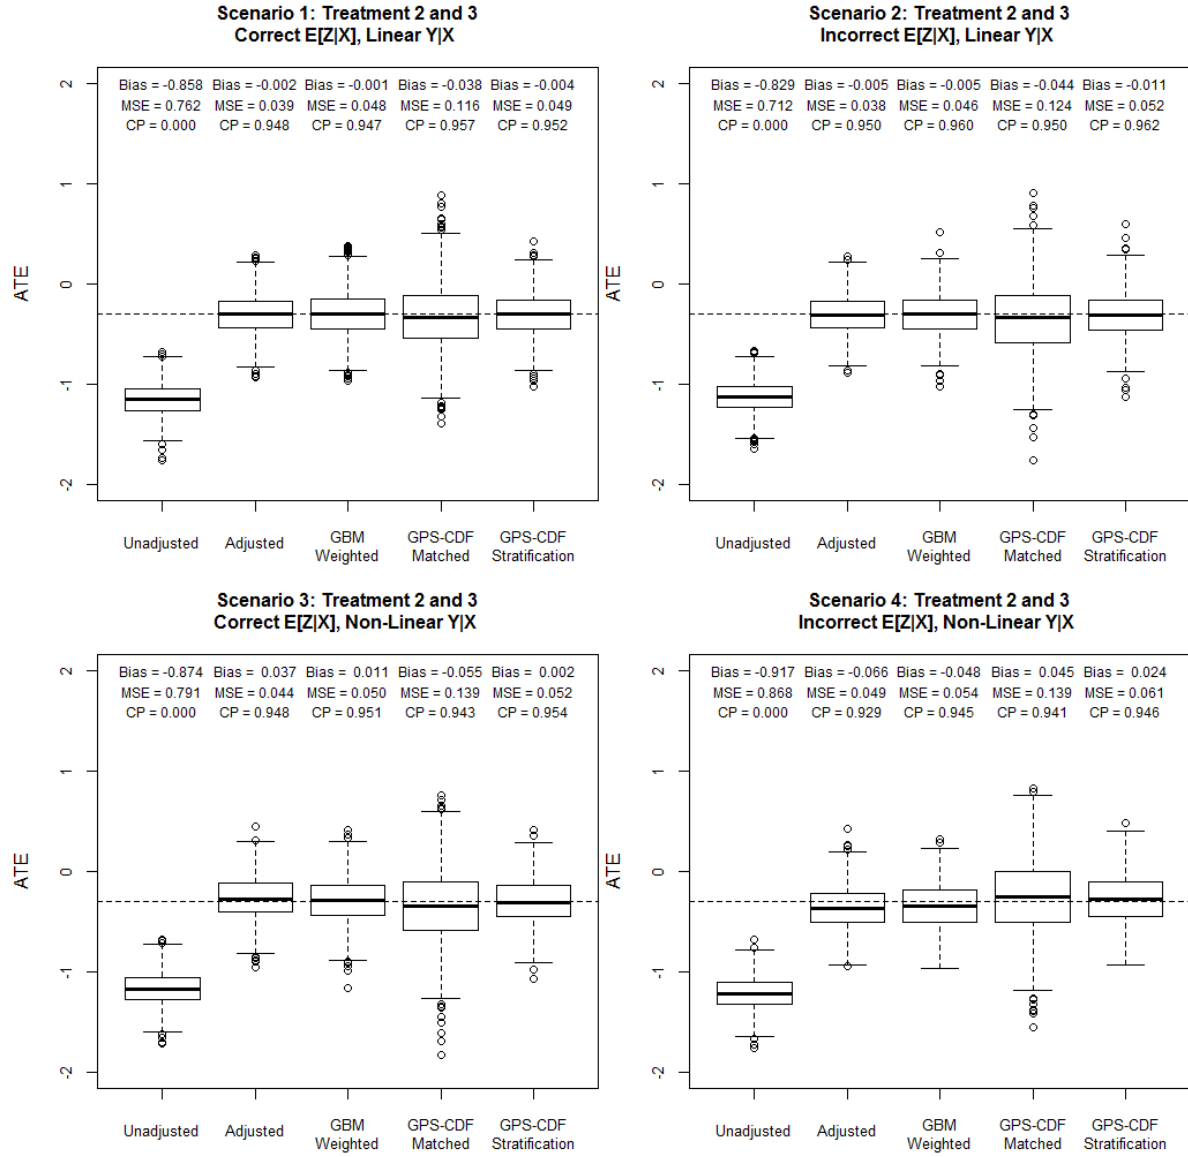 Scenario 1: Treatment 2 and 3
Correct E[Z|X], Linear Y|X
Bias = -0.858 Bias = -0.002 Bias = -0.001 Bias = -0.038 Bias = -0.004
MSE = 0.762 MSE = 0.039 MSE = 0.048 MSE = 0.116 MSE = 0.049
CP = 0.000 CP = 0.948 CP = 0.947 CP = 0.957 CP = 0.952
2
1
0
-1
-2
ATE
Unadjusted Adjusted GBM Weighted GPS-CDF Matched GPS-CDF Stratification
Scenario 2: Treatment 2 and 3
Incorrect E[Z|X], Linear Y|X
Bias = -0.829 Bias = -0.005 Bias = -0.005 Bias = -0.044 Bias = -0.011
MSE = 0.712 MSE = 0.038 MSE = 0.046 MSE = 0.124 MSE = 0.052
CP = 0.000 CP = 0.950 CP = 0.960 CP = 0.950 CP = 0.962
2
1
0
-1
-2
ATE
Unadjusted Adjusted GBM Weighted GPS-CDF Matched GPS-CDF Stratification
Scenario 3: Treatment 2 and 3
Correct E[Z|X], Non-Linear Y|X
Bias = -0.874 Bias = 0.037 Bias = 0.011 Bias = -0.055 Bias = 0.002
MSE = 0.791 MSE = 0.044 MSE = 0.050 MSE = 0.139 MSE = 0.052
CP = 0.000 CP = 0.948 CP = 0.951 CP = 0.943 CP = 0.954
2
1
0
-1
-2
ATE
Unadjusted Adjusted GBM Weighted GPS-CDF Matched GPS-CDF Stratification
Scenario 4: Treatment 2 and 3
Incorrect E[Z|X], Non-Linear Y|X
Bias = -0.917 Bias = -0.066 Bias = -0.048 Bias = 0.045 Bias = 0.024
MSE = 0.868 MSE = 0.049 MSE = 0.054 MSE = 0.139 MSE = 0.061
CP = 0.000 CP = 0.929 CP = 0.945 CP = 0.941 CP = 0.946
2
1
0
-1
-2
ATE
Unadjusted Adjusted GBM Weighted GPS-CDF Matched GPS-CDF Stratification